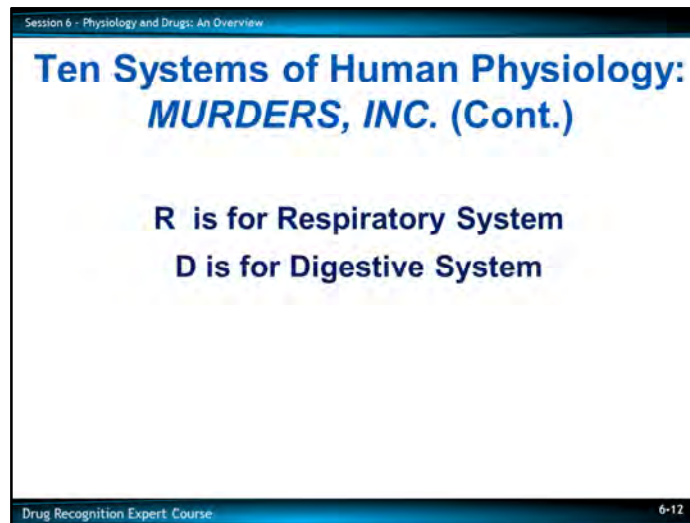 Session 6 - Physiology and Drugs: An Overview
Ten Systems of Human Physiology:
MURDERS, INC. (Cont.)
R is for Respiratory System
D is for Digestive System
Drug Recognition Expert Course
6-12